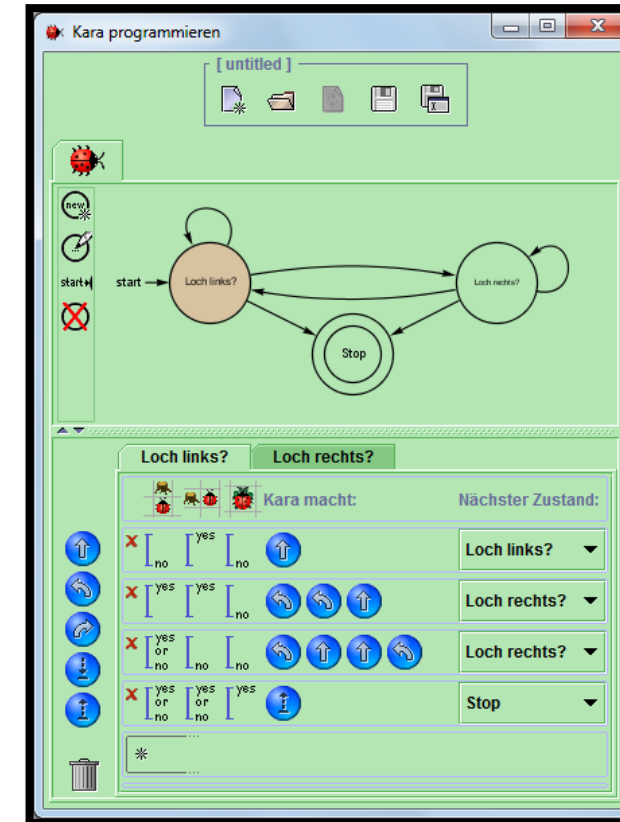 Kara programmieren
[ untitled ]
new
start
start
Loch links?
Loch rechts?
Stop
Loch links? Loch rechts?
Kara macht: Nächster Zustand:
no yes no Loch links?
yes yes no Loch rechts?
yes or no no no Loch rechts?
yes or no yes or no yes Stop